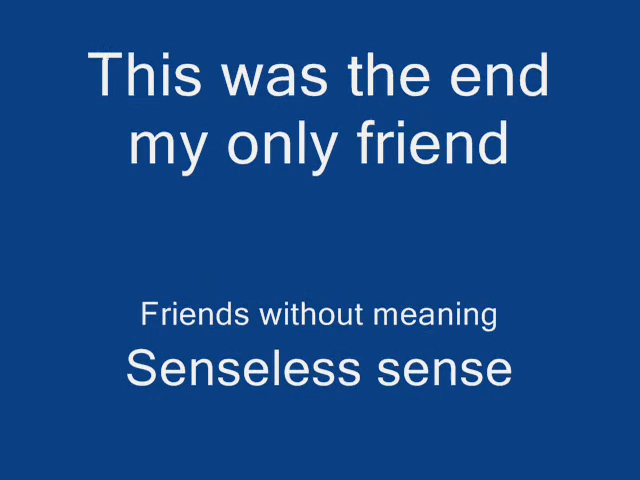 This was the end
my only friend
Friends without meaning
Senseless sense